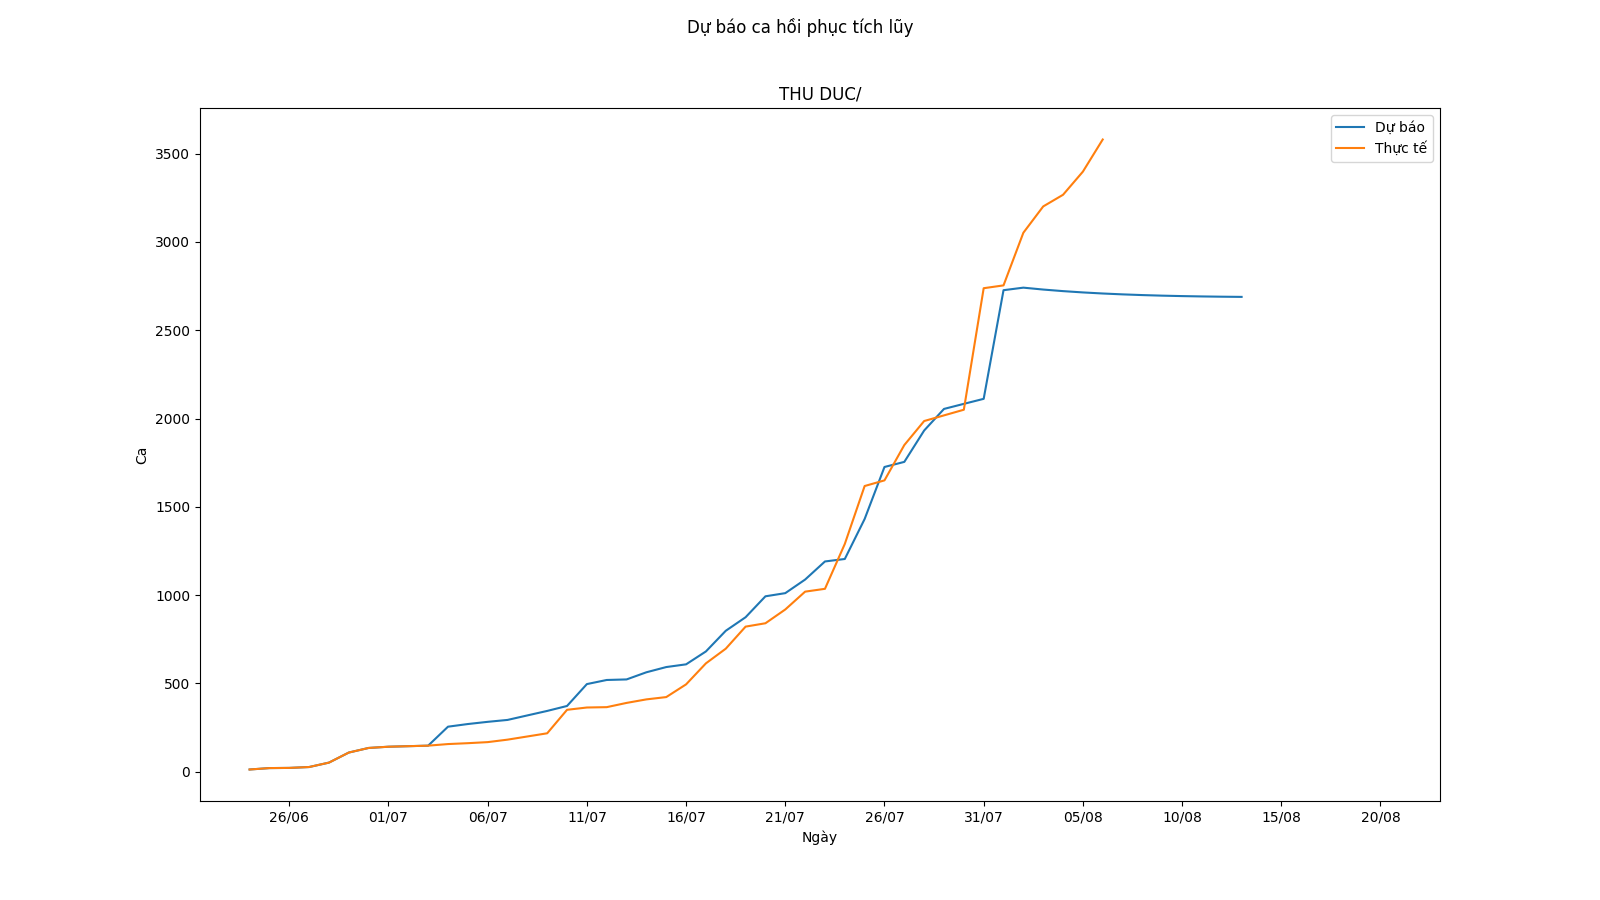 Dự báo ca hồi phục tích lũy
THU DUC/
Dự báo
Thực tế
3500
3000
2500
2000
1500
1000
500
0
Ca
26/06 01/07 06/07 11/07 16/07 21/07 26/07 31/07 05/08 10/08 15/08 20/08
Ngày